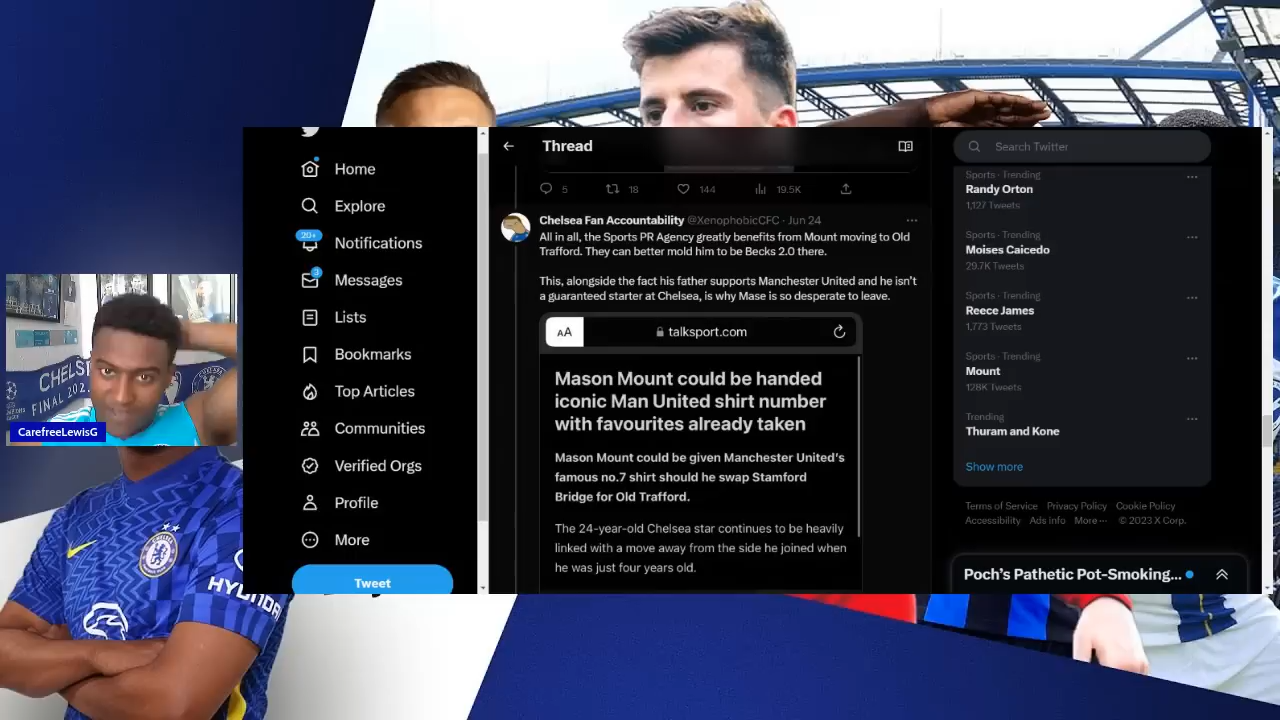 Home
Explore
20+
Notifications
3
Messages
Lists
Bookmarks
Top Articles
Communities
Verified Orgs
Profile
More
Tweet
Thread
5
18
144
19.5K
Chelsea Fan Accountability @XenophobicCFC · Jun 24
All in all, the Sports PR Agency greatly benefits from Mount moving to Old
Trafford. They can better mold him to be Becks 2.0 there.
This, alongside the fact his father supports Manchester United and he isn't
a guaranteed starter at Chelsea, is why Mase is so desperate to leave.
AA
talksport.com
Mason Mount could be handed
iconic Man United shirt number
with favourites already taken
Mason Mount could be given Manchester United's
famous no.7 shirt should he swap Stamford
Bridge for Old Trafford.
The 24-year-old Chelsea star continues to be heavily
linked with a move away from the side he joined when
he was just four years old.
Search Twitter
Sports · Trending
Randy Orton
1,127 Tweets
Sports · Trending
Moises Caicedo
29.7K Tweets
Sports · Trending
Reece James
1,773 Tweets
Sports · Trending
Mount
128K Tweets
Trending
Thuram and Kone
Show more
Terms of Service Privacy Policy Cookie Policy
Accessibility Ads info More ··· © 2023 X Corp.
Poch's Pathetic Pot-Smoking...
CHELS
FINAL 202
CarefreeLewisG
HYUNDAI